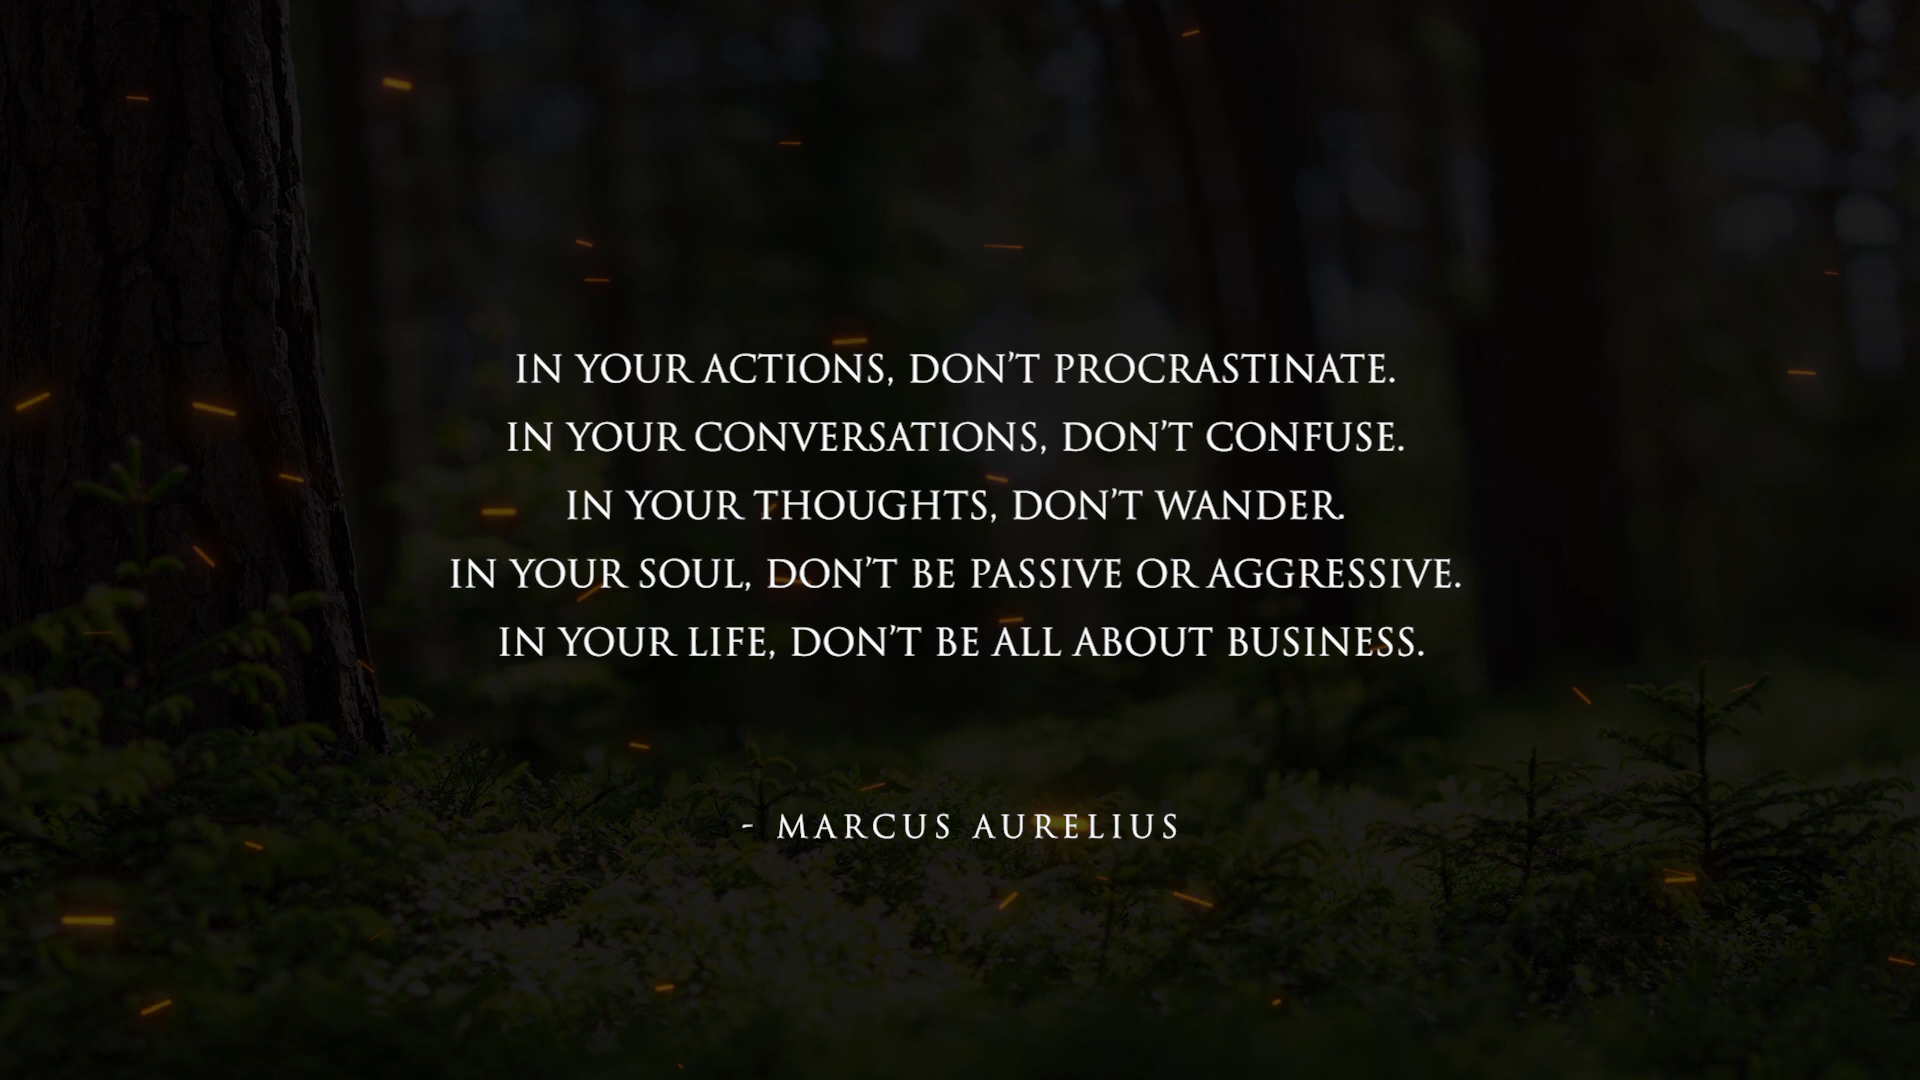 IN YOUR ACTIONS, DON’T PROCRASTINATE.
IN YOUR CONVERSATIONS, DON’T CONFUSE.
IN YOUR THOUGHTS, DON’T WANDER.
IN YOUR SOUL, DON’T BE PASSIVE OR AGGRESSIVE.
IN YOUR LIFE, DON’T BE ALL ABOUT BUSINESS.
- MARCUS AURELIUS